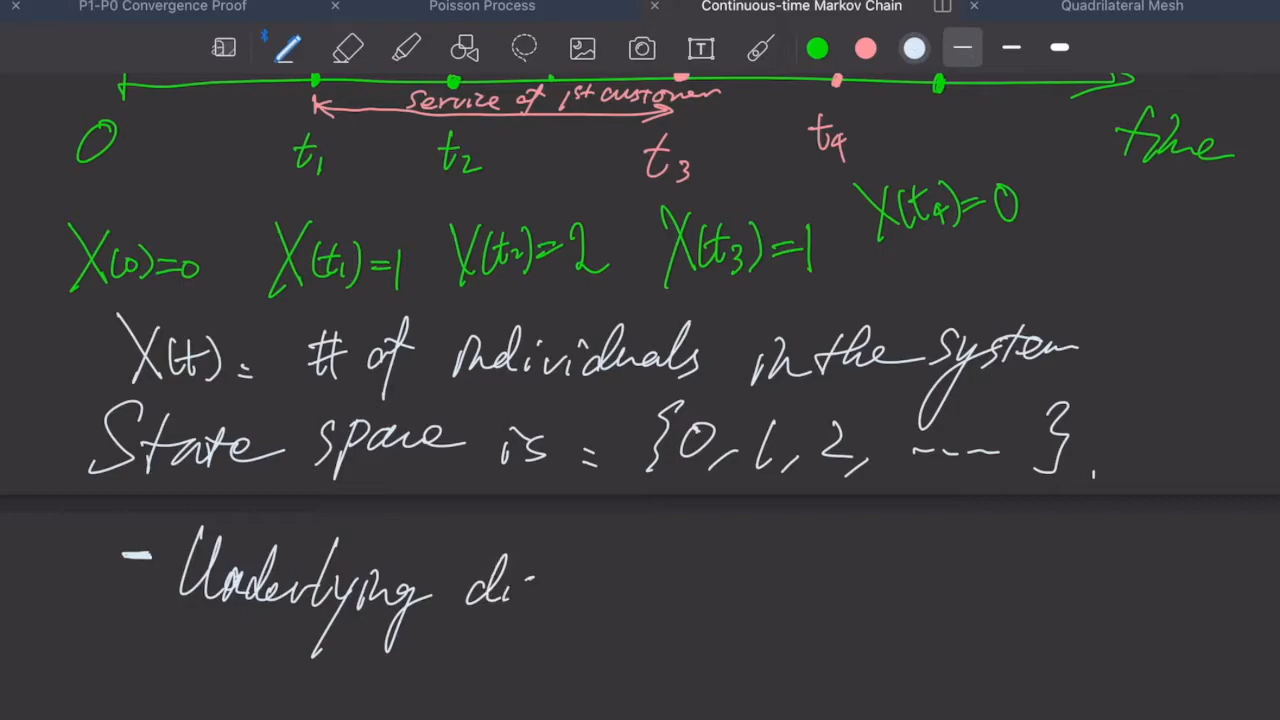 P1-P0 Convergence Proof Poisson Process Continuous-time Markov Chain Quadrilateral Mesh
T
service of 1st customer
0 t1 t2 t3 t4 time
X(0)=0 X(t1)=1 X(t2)=2 X(t3)=1 X(t4)=0
X(t) = # of individuals in the system
State space is = {0, 1, 2, ---- }.
- Underlying di